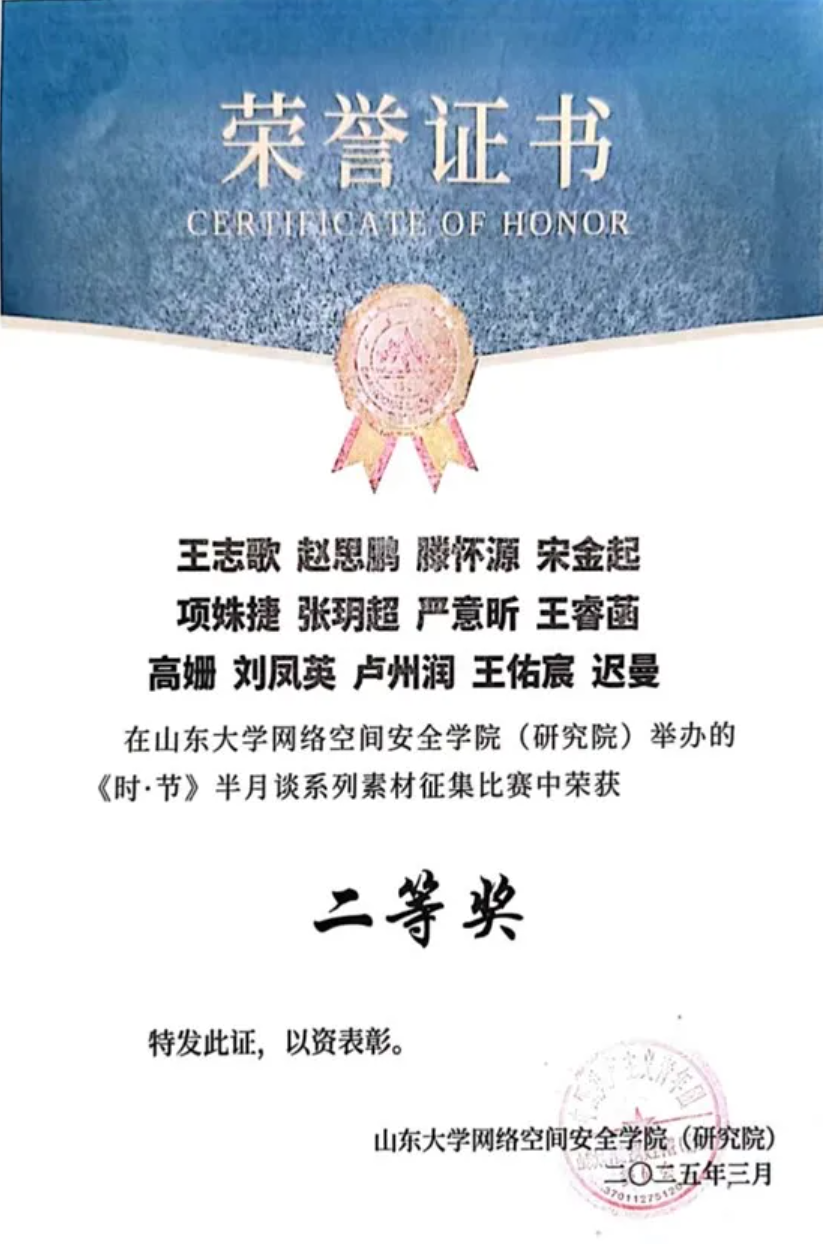 荣誉证书
CERTIFICATE OF HONOR
王志歌 赵思鹏 滕怀源 宋金起
项姝捷 张玥超 严意昕 王睿菡
高姗 刘凤英 卢州润 王佑宸 迟曼
在山东大学网络空间安全学院（研究院）举办的
《时·节》半月谈系列素材征集比赛中荣获
二等奖
特发此证，以资表彰。
山东大学网络空间安全学院（研究院）
二〇二五年三月